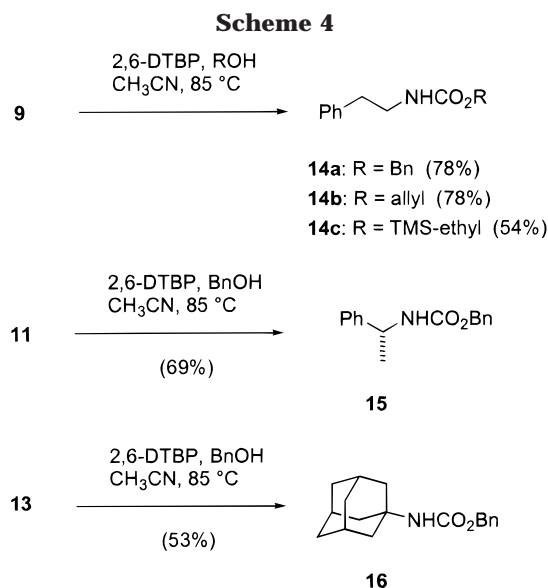 Scheme 4
2,6-DTBP, ROH
CH₃CN, 85 °C
9
Ph
NHCO₂R
14a: R = Bn (78%)
14b: R = allyl (78%)
14c: R = TMS-ethyl (54%)
2,6-DTBP, BnOH
CH₃CN, 85 °C
11
(69%)
Ph
NHCO₂Bn
15
2,6-DTBP, BnOH
CH₃CN, 85 °C
13
(53%)
NHCO₂Bn
16